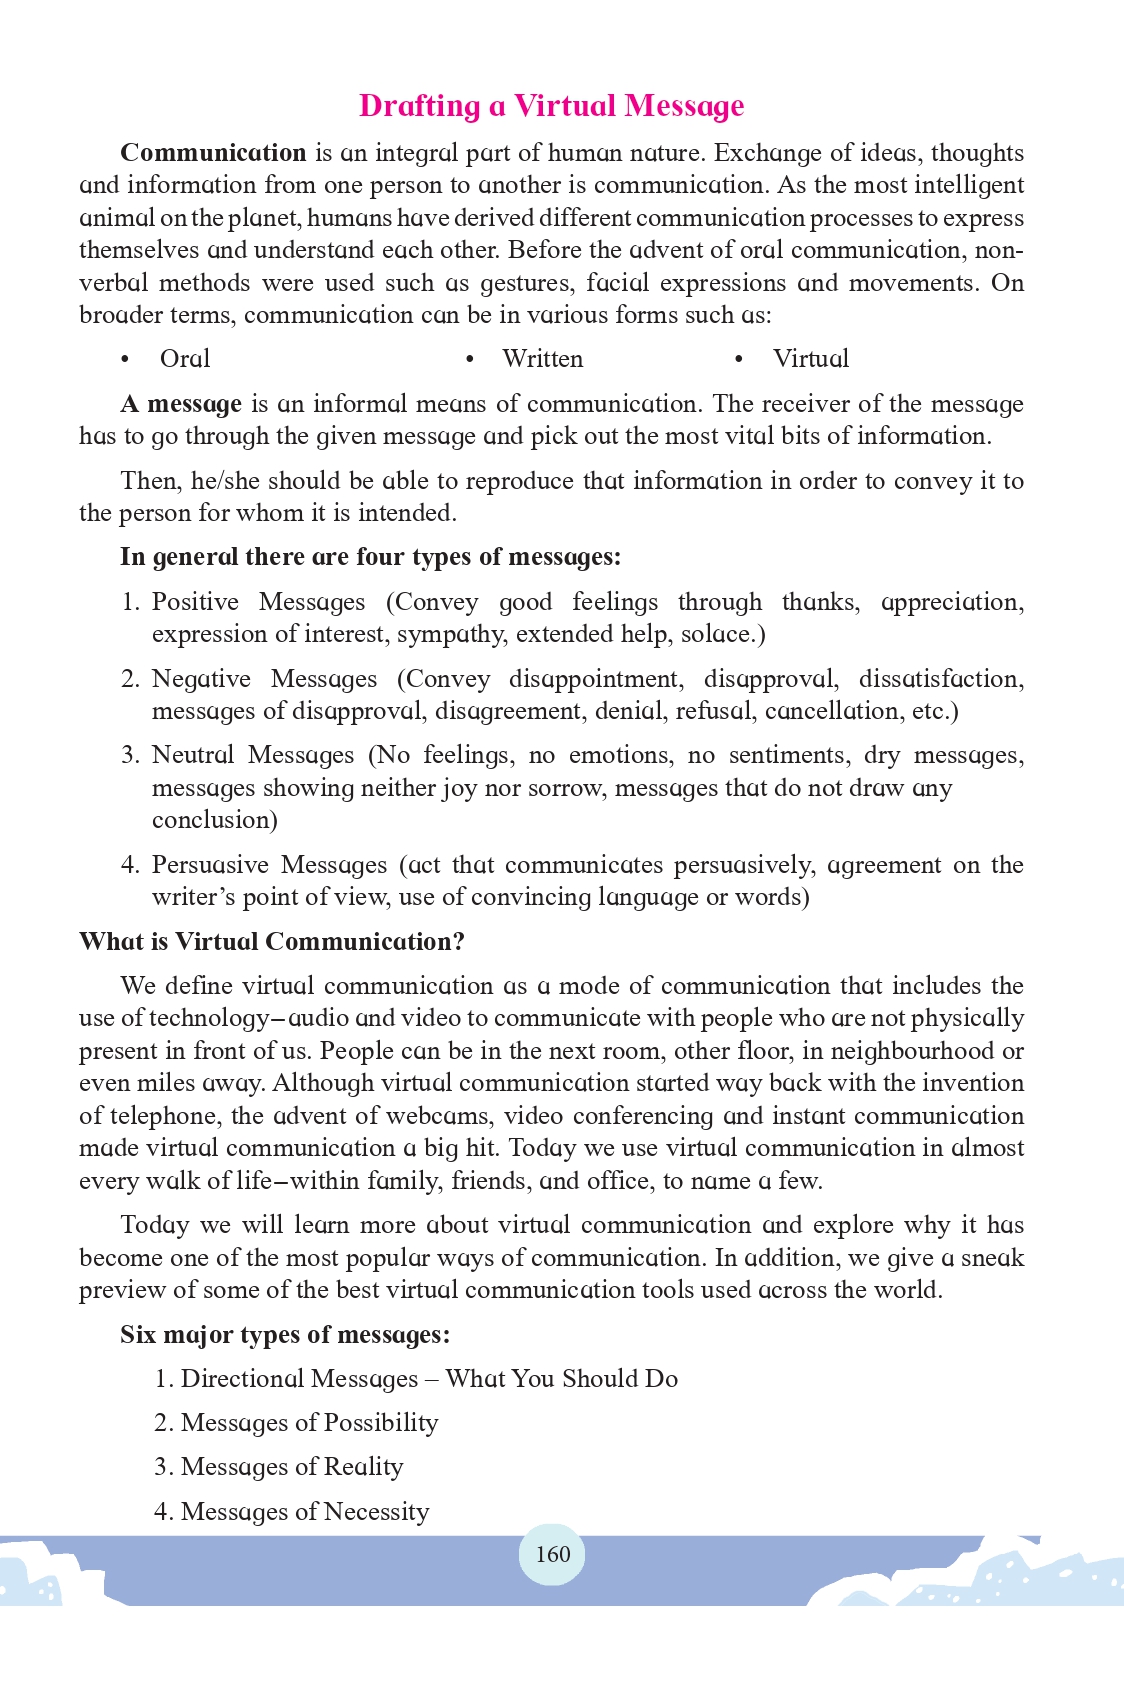 Drafting a Virtual Message
Communication is an integral part of human nature. Exchange of ideas, thoughts
and information from one person to another is communication. As the most intelligent
animal on the planet, humans have derived different communication processes to express
themselves and understand each other. Before the advent of oral communication, non-
verbal methods were used such as gestures, facial expressions and movements. On
broader terms, communication can be in various forms such as:
• Oral • Written • Virtual
A message is an informal means of communication. The receiver of the message
has to go through the given message and pick out the most vital bits of information.
Then, he/she should be able to reproduce that information in order to convey it to
the person for whom it is intended.
In general there are four types of messages:
1. Positive Messages (Convey good feelings through thanks, appreciation,
expression of interest, sympathy, extended help, solace.)
2. Negative Messages (Convey disappointment, disapproval, dissatisfaction,
messages of disapproval, disagreement, denial, refusal, cancellation, etc.)
3. Neutral Messages (No feelings, no emotions, no sentiments, dry messages,
messages showing neither joy nor sorrow, messages that do not draw any
conclusion)
4. Persuasive Messages (act that communicates persuasively, agreement on the
writer’s point of view, use of convincing language or words)
What is Virtual Communication?
We define virtual communication as a mode of communication that includes the
use of technology–audio and video to communicate with people who are not physically
present in front of us. People can be in the next room, other floor, in neighbourhood or
even miles away. Although virtual communication started way back with the invention
of telephone, the advent of webcams, video conferencing and instant communication
made virtual communication a big hit. Today we use virtual communication in almost
every walk of life–within family, friends, and office, to name a few.
Today we will learn more about virtual communication and explore why it has
become one of the most popular ways of communication. In addition, we give a sneak
preview of some of the best virtual communication tools used across the world.
Six major types of messages:
1. Directional Messages – What You Should Do
2. Messages of Possibility
3. Messages of Reality
4. Messages of Necessity
160